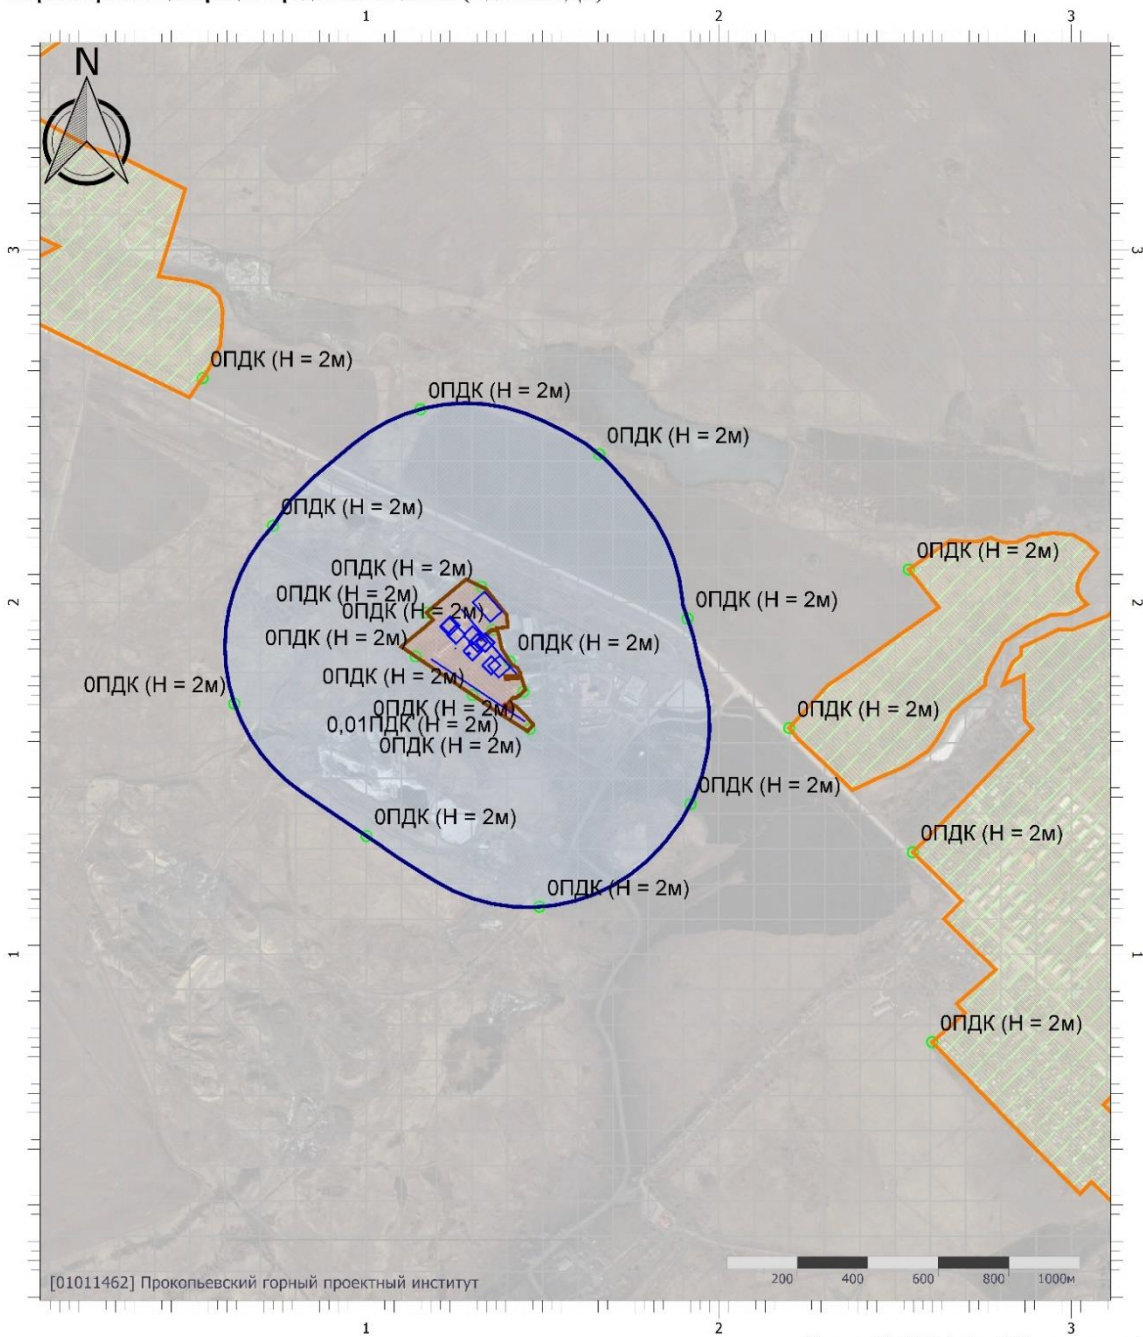 1 2 3
N
3 3
0ПДК (Н = 2м)
0ПДК (Н = 2м)
0ПДК (Н = 2м)
0ПДК (Н = 2м)
0ПДК (Н = 2м)
0ПДК (Н = 2м)
0ПДК (Н = 2м)
2 2
0ПДК (Н = 2м)
0ПДК (Н = 2м)
0ПДК (Н = 2м)
0ПДК (Н = 2м)
0ПДК (Н = 2м)
0ПДК (Н = 2м)
0ПДК (Н = 2м)
0ПДК (Н = 2м)
0,01ПДК (Н = 2м)
0ПДК (Н = 2м)
0ПДК (Н = 2м)
0ПДК (Н = 2м)
0ПДК (Н = 2м)
0ПДК (Н = 2м)
0ПДК (Н = 2м)
1 1
0ПДК (Н = 2м)
200 400 600 800 1000м
[01011462] Прокопьевский горный проектный институт
1 2 3